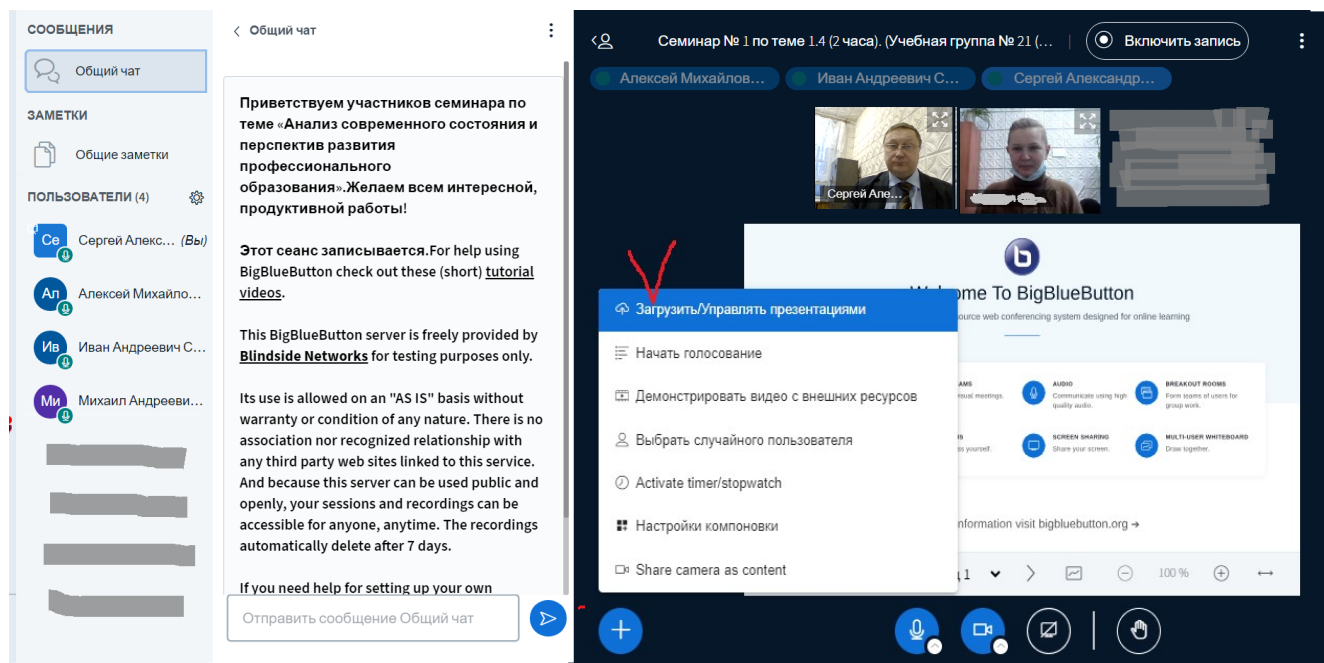 СООБЩЕНИЯ
Общий чат
ЗАМЕТКИ
Общие заметки
ПОЛЬЗОВАТЕЛИ (4)
Се Сергей Алекс... (Вы)
Ал Алексей Михайло...
Ив Иван Андреевич С...
Ми Михаил Андрееви...
Общий чат
Приветствуем участников семинара по
теме «Анализ современного состояния и
перспектив развития
профессионального
образования».Желаем всем интересной,
продуктивной работы!
Этот сеанс записывается.For help using
BigBlueButton check out these (short) tutorial
videos.
This BigBlueButton server is freely provided by
Blindside Networks for testing purposes only.
Its use is allowed on an "AS IS" basis without
warranty or condition of any nature. There is no
association nor recognized relationship with
any third party web sites linked to this service.
And because this server can be used public and
openly, your sessions and recordings can be
accessible for anyone, anytime. The recordings
automatically delete after 7 days.
If you need help for setting up your own
Отправить сообщение Общий чат
Семинар № 1 по теме 1.4 (2 часа). (Учебная группа № 21 (...
Включить запись
Алексей Михайлов... Иван Андреевич С... Сергей Александр...
Сергей Але...
To BigBlueButton
web conferencing system designed for online learning
Загрузить/Управлять презентациями
Начать голосование
Демонстрировать видео с внешних ресурсов
Выбрать случайного пользователя
Activate timer/stopwatch
Настройки компоновки
Share camera as content
AUDIO
Communicate using high
quality audio.
BREAKOUT ROOMS
Form teams of users for
group work.
SCREEN SHARING
Share your screen.
MULTI-USER WHITEBOARD
Draw together.
visit bigbluebutton.org →
1
100 %